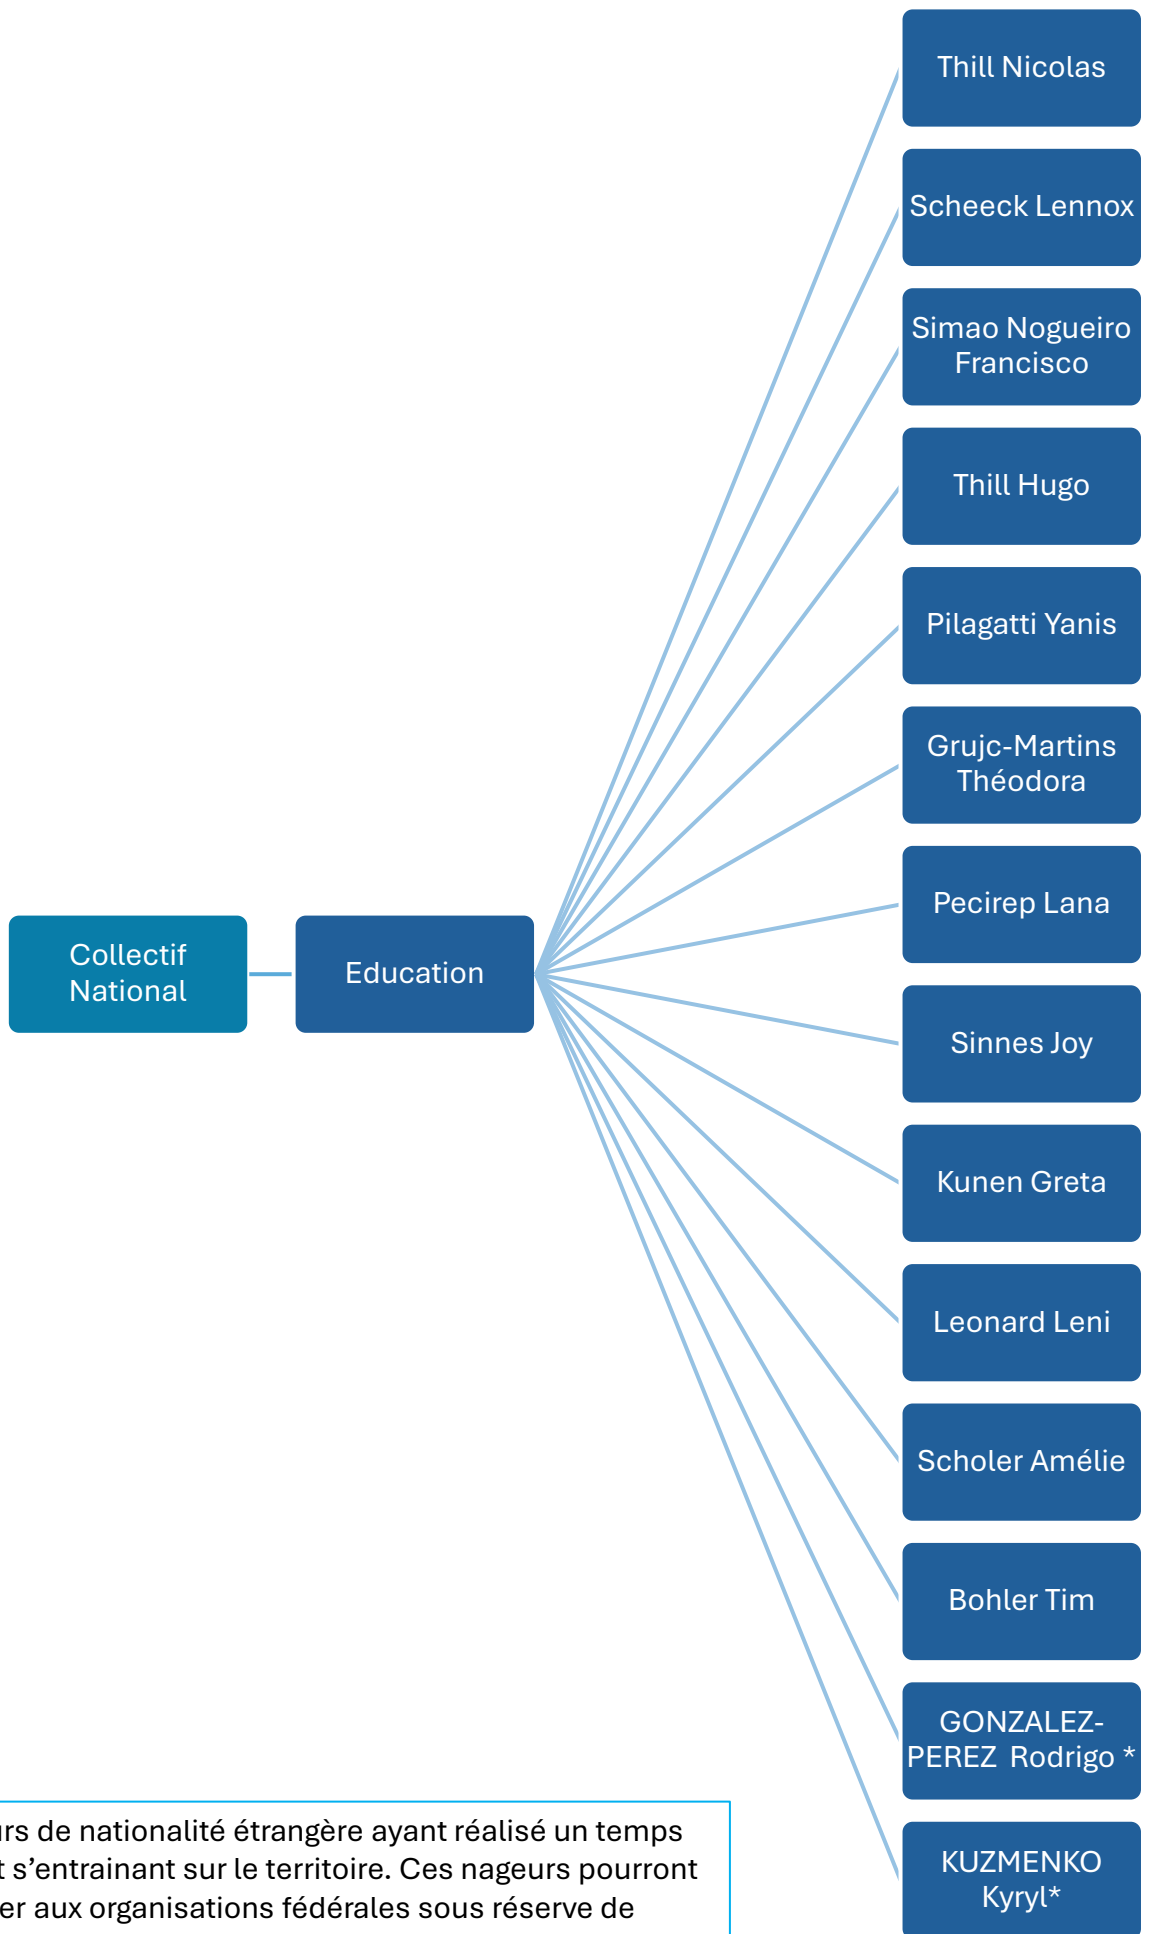 Thill Nicolas
Scheeck Lennox
Simao Nogueiro
Francisco
Thill Hugo
Pilagatti Yanis
Grujc-Martins
Théodora
Pecirep Lana
Collectif
National
Education
Sinnes Joy
Kunen Greta
Leonard Leni
Scholer Amélie
Bohler Tim
GONZALEZ-
PEREZ Rodrigo *
KUZMENKO
Kyryl*
de nationalité étrangère ayant réalisé un temps
s’entrainant sur le territoire. Ces nageurs pourront
aux organisations fédérales sous réserve de